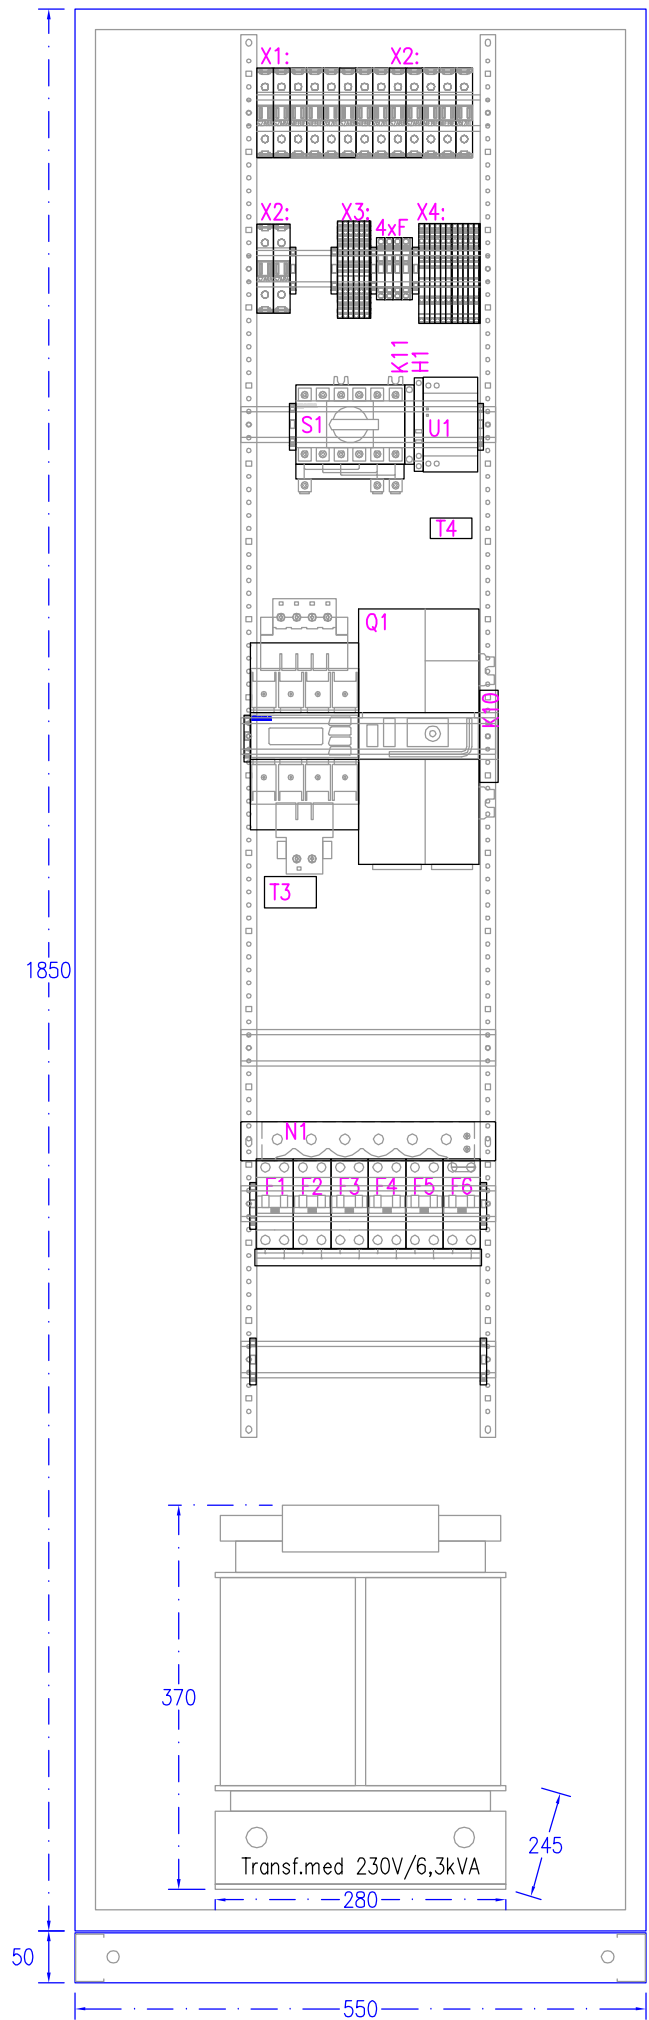 X1: X2:
X2: X3: 4xF X4:
K11
H1
S1 U1
T4
Q1
K10
T3
1850
N1
F1 F2 F3 F4 F5 F6
370
245
Transf.med 230V/6,3kVA
280
50
550